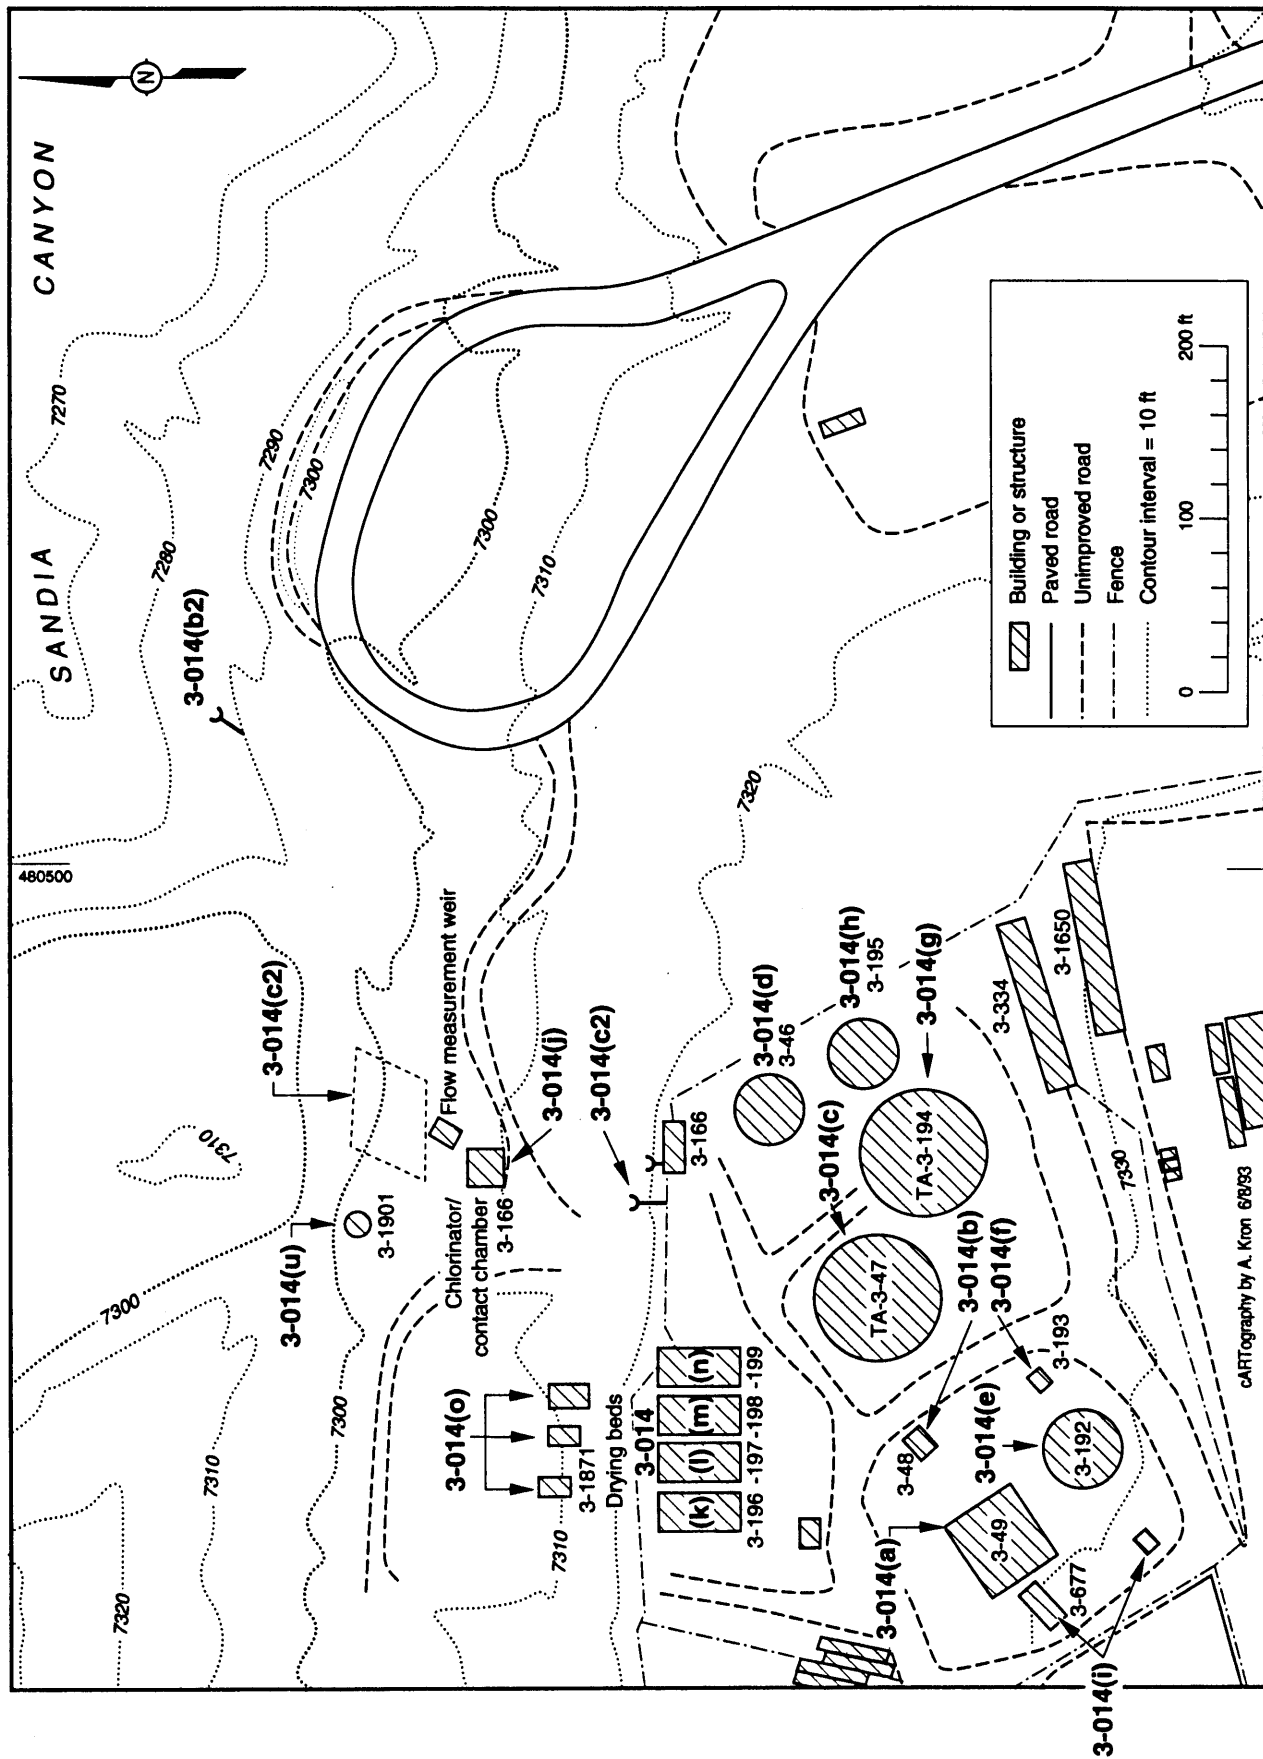 N
SANDIA CANYON
7270
7280
7290
7300
7300
7310
3-014(b2)
480500
3-014(c2)
Flow measurement weir
7310
3-014(u)
3-1901
Chlorinator/
contact chamber
3-166
3-014(j)
3-014(c2)
7300
7300
7310
7320
7310
3-014(o)
3-1871
Drying beds
3-014
(k) (l) (m) (n)
3-196 -197 -198 -199
3-166
7320
3-014(d)
3-46
3-014(h)
3-195
3-014(g)
TA-3-194
3-014(c)
TA-3-47
3-014(b)
3-014(f)
3-48
3-193
3-014(e)
3-192
3-014(a)
3-49
3-677
3-014(i)
3-334
3-1650
7330
Building or structure
Paved road
Unimproved road
Fence
Contour interval = 10 ft
0 100 200 ft
cARTography by A. Kron 6/8/93